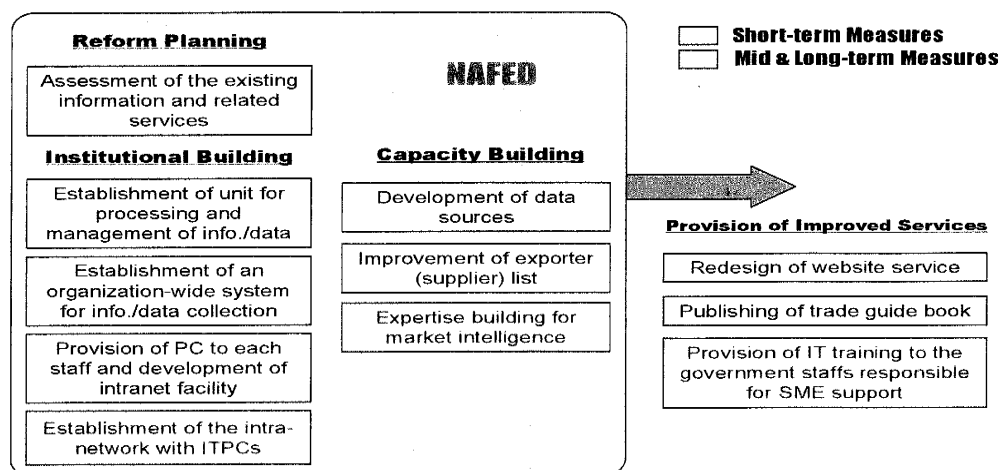 Reform Planning
Assessment of the existing
information and related
services
Institutional Building
Establishment of unit for
processing and
management of info./data
Establishment of an
organization-wide system
for info./data collection
Provision of PC to each
staff and development of
intranet facility
Establishment of the intra-
network with ITPCs
NAFED
Capacity Building
Development of data
sources
Improvement of exporter
(supplier) list
Expertise building for
market intelligence
Short-term Measures
Mid & Long-term Measures
Provision of Improved Services
Redesign of website service
Publishing of trade guide book
Provision of IT training to the
government staffs responsible
for SME support